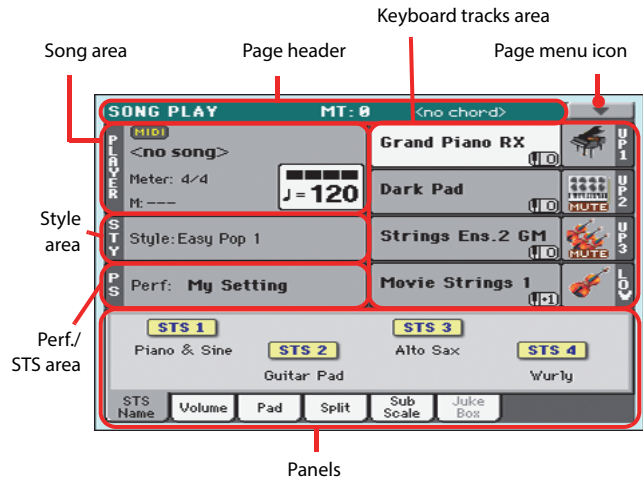 Keyboard tracks area
Song area
Page header
Page menu icon
SONG PLAY MT: 0 <no chord>
PLAYER
MIDI
<no song>
Meter: 4/4
M: ---
♩=120
Grand Piano RX
0
UP1
Dark Pad
0
MUTE
UP2
Style area
STY
Style:Easy Pop 1
Strings Ens.2 GM
0
MUTE
UP3
PS
Perf: My Setting
Movie Strings 1
+1
LOW
Perf./
STS area
STS 1
Piano & Sine
STS 2
Guitar Pad
STS 3
Alto Sax
STS 4
Wurly
STS Name
Volume
Pad
Split
Sub Scale
Juke Box
Panels